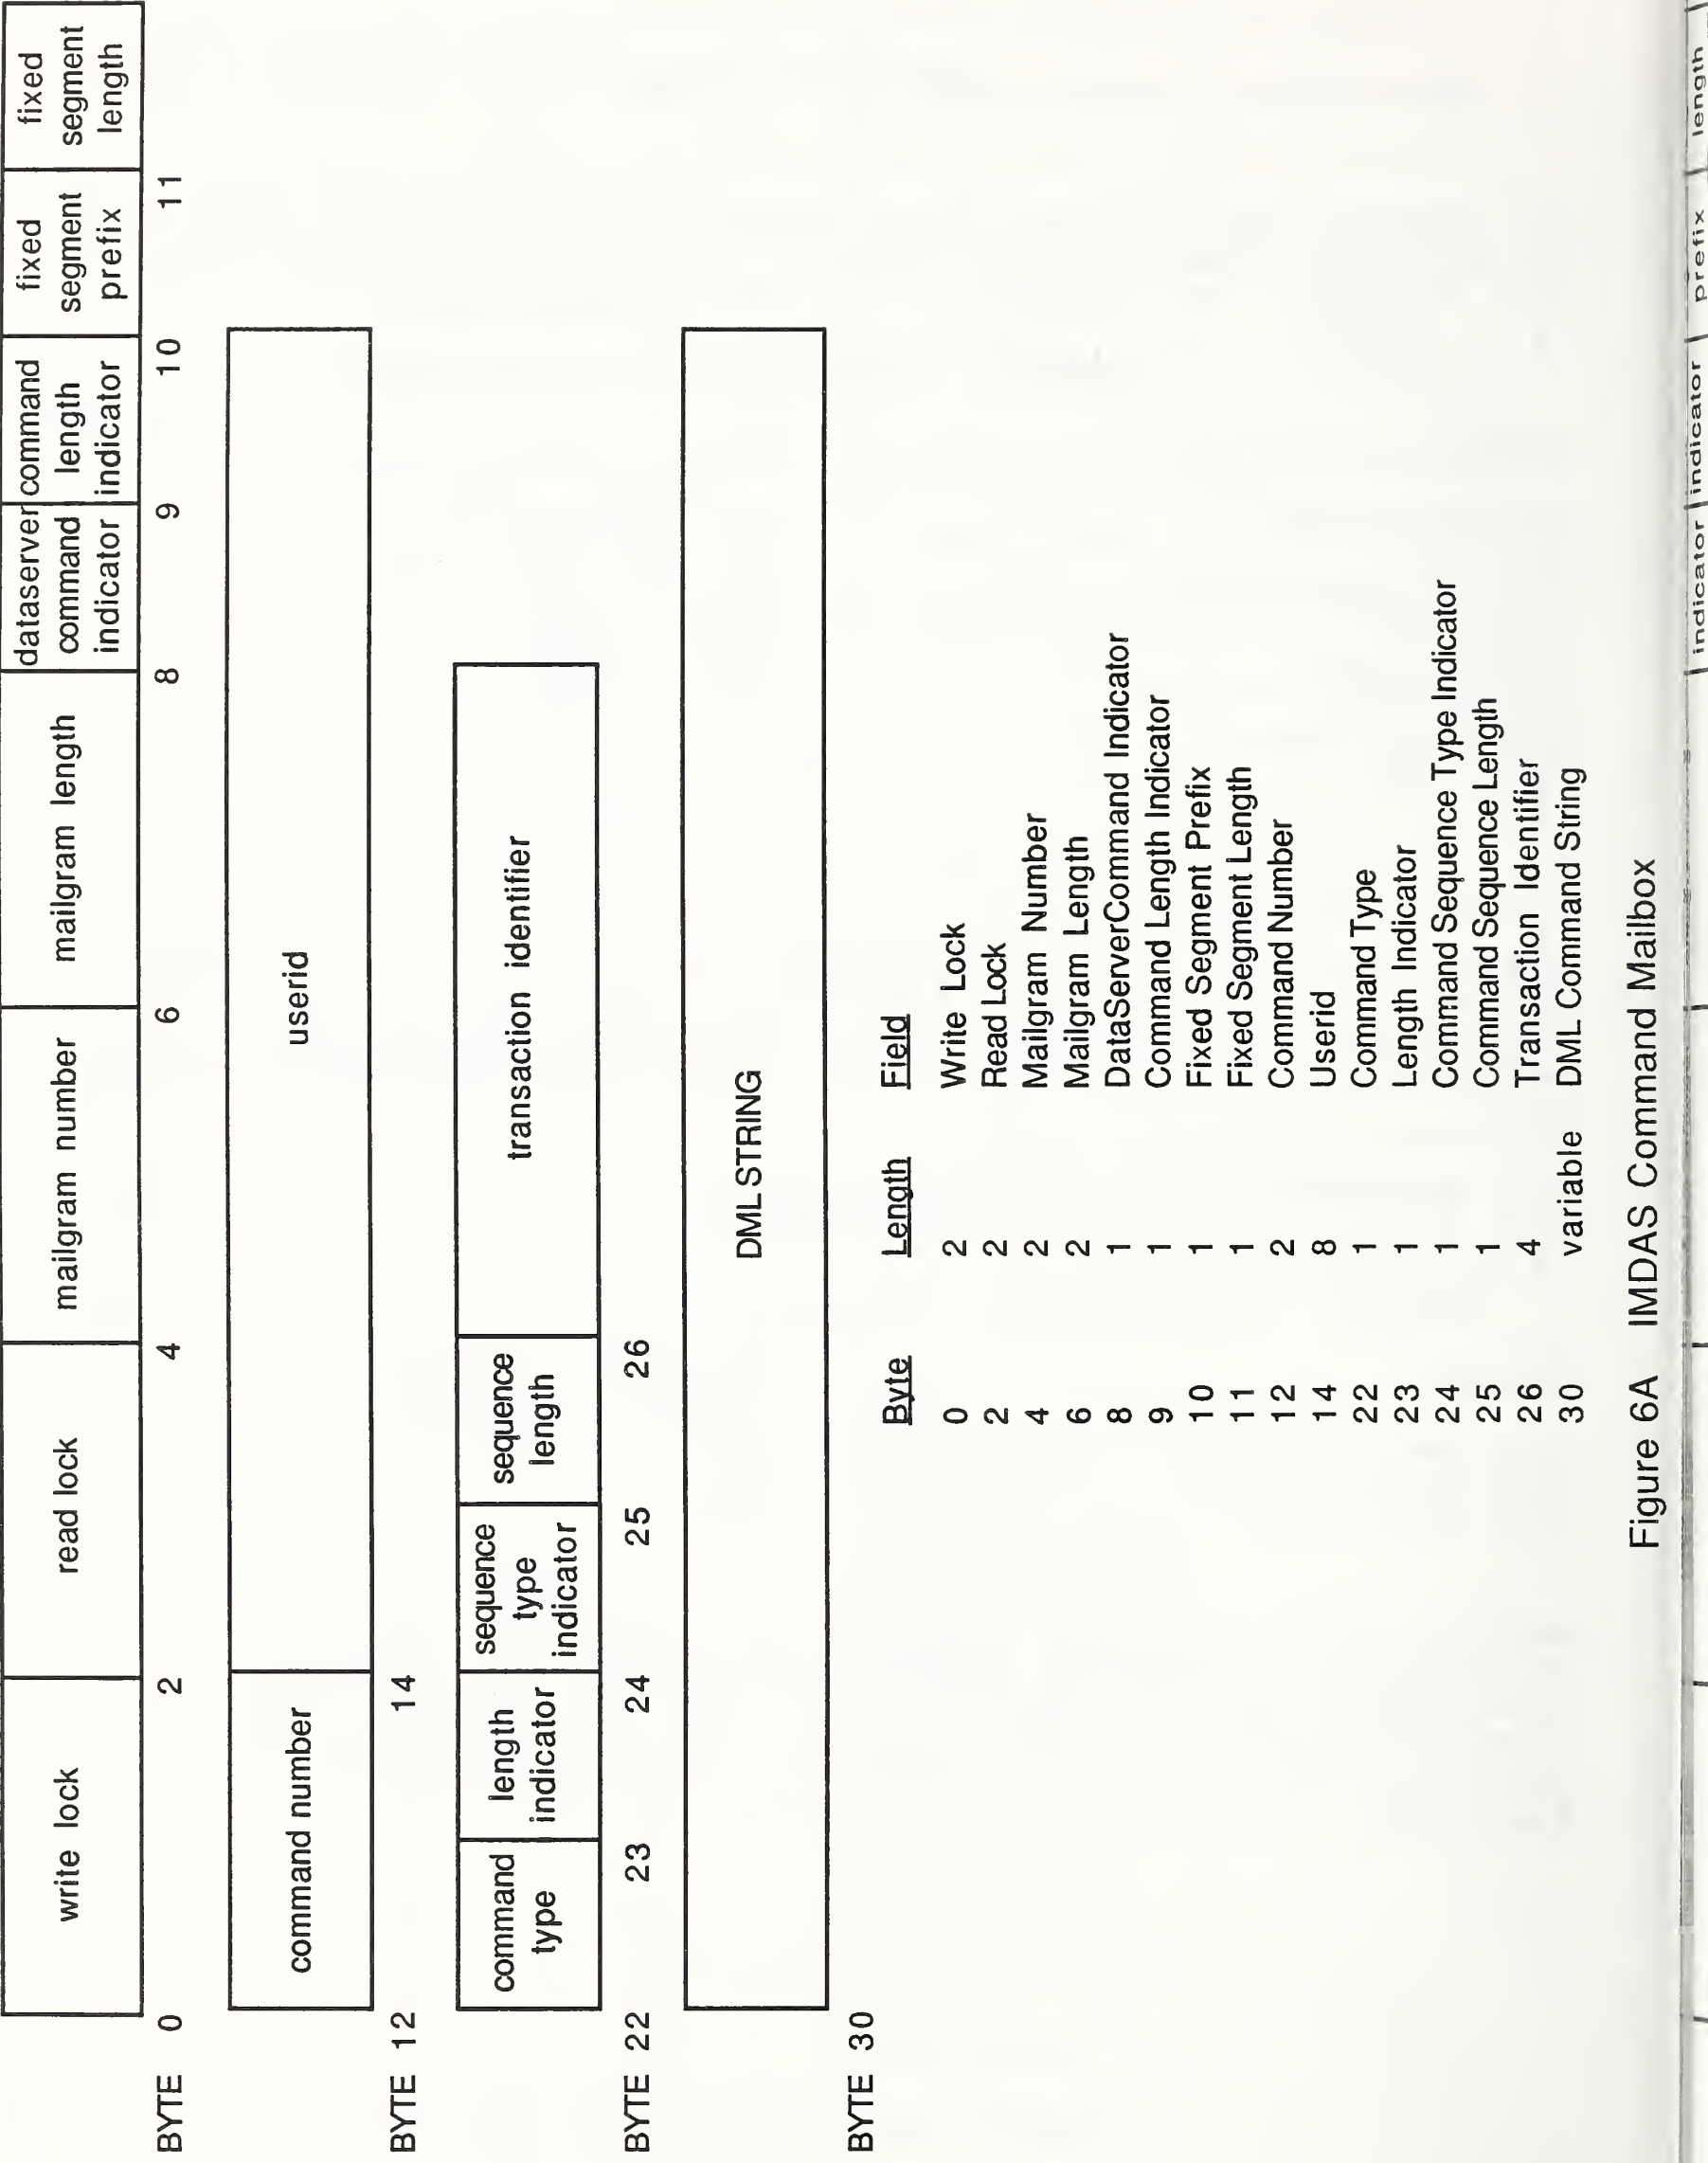 write lock
read lock
mailgram number
mailgram length
dataserver command indicator
command length indicator
fixed segment prefix
fixed segment length
BYTE 0 2 4 6 8 9 10 11
command number
userid
BYTE 12 14
command type
length indicator
sequence type indicator
sequence length
transaction identifier
BYTE 22 23 24 25 26
DML STRING
BYTE 30
Byte Length Field
0 2 Write Lock
2 2 Read Lock
4 2 Mailgram Number
6 2 Mailgram Length
8 1 DataServerCommand Indicator
9 1 Command Length Indicator
10 1 Fixed Segment Prefix
11 1 Fixed Segment Length
12 2 Command Number
14 8 Userid
22 1 Command Type
23 1 Length Indicator
24 1 Command Sequence Type Indicator
25 1 Command Sequence Length
26 4 Transaction Identifier
30 variable DML Command String
Figure 6A IMDAS Command Mailbox
indicator indicator prefix length